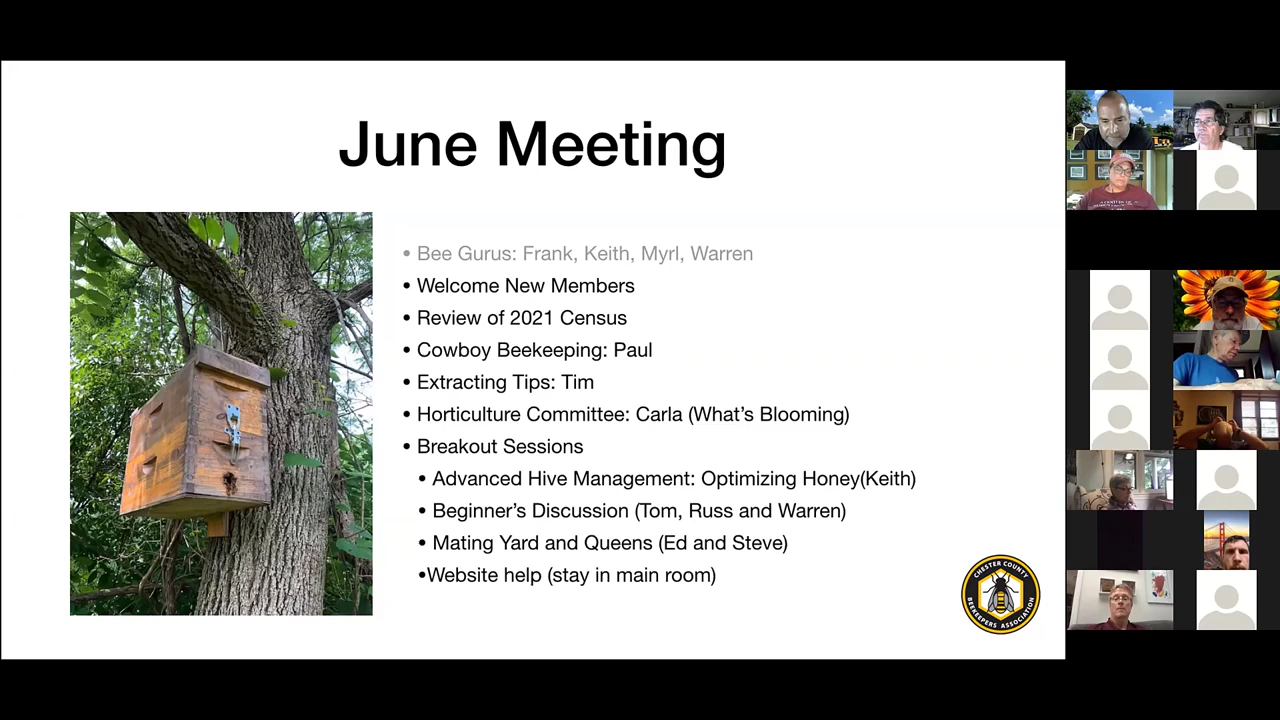 June Meeting
• Bee Gurus: Frank, Keith, Myrl, Warren
• Welcome New Members
• Review of 2021 Census
• Cowboy Beekeeping: Paul
• Extracting Tips: Tim
• Horticulture Committee: Carla (What's Blooming)
• Breakout Sessions
• Advanced Hive Management: Optimizing Honey(Keith)
• Beginner's Discussion (Tom, Russ and Warren)
• Mating Yard and Queens (Ed and Steve)
•Website help (stay in main room)
CHESTER COUNTY
BEEKEEPERS ASSOCIATION